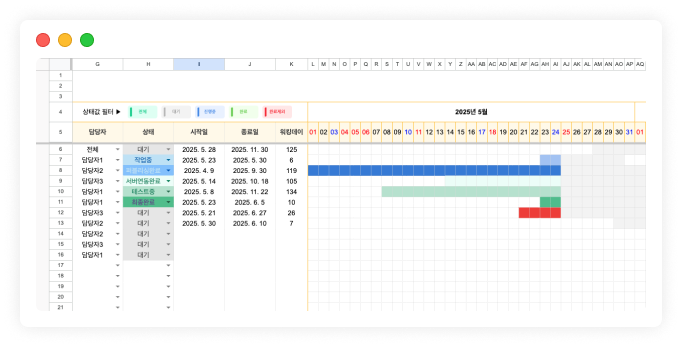 G H I J K L M N O P Q R S T U V W X Y Z AA AB AC AD AE AF AG AH AI AJ AK AL AM AN AO AP AQ
1
2
3
4 상태값 필터 ▶ 전체 대기 진행중 완료 완료제외 2025년 5월
5 담당자 상태 시작일 종료일 워킹데이 01 02 03 04 05 06 07 08 09 10 11 12 13 14 15 16 17 18 19 20 21 22 23 24 25 26 27 28 29 30 31 01
6 전체 대기 2025. 5. 28 2025. 11. 30 125
7 담당자1 작업중 2025. 5. 23 2025. 5. 30 6
8 담당자2 퍼블리싱완료 2025. 4. 9 2025. 9. 30 119
9 담당자3 서버연동완료 2025. 5. 14 2025. 10. 18 105
10 담당자1 테스트중 2025. 5. 8 2025. 11. 22 134
11 담당자1 최종완료 2025. 5. 23 2025. 6. 5 10
12 담당자3 대기 2025. 5. 21 2025. 6. 27 26
13 담당자2 대기 2025. 5. 30 2025. 6. 10 7
14 담당자2 대기
15 담당자3 대기
16 담당자1 대기
17
18
19
20
21